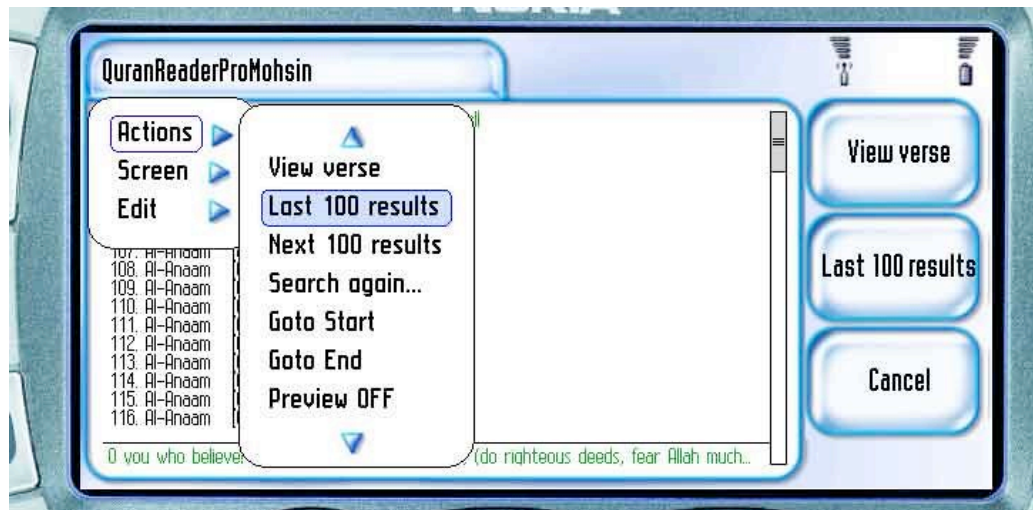 QuranReaderProMohsin
Actions
Screen
Edit
View verse
Last 100 results
Next 100 results
Search again...
Goto Start
Goto End
Preview OFF
107. Al-Anaam
108. Al-Anaam
109. Al-Anaam
110. Al-Anaam
111. Al-Anaam
112. Al-Anaam
113. Al-Anaam
114. Al-Anaam
115. Al-Anaam
116. Al-Anaam
O you who believe
(do righteous deeds, fear Allah much...
View verse
Last 100 results
Cancel